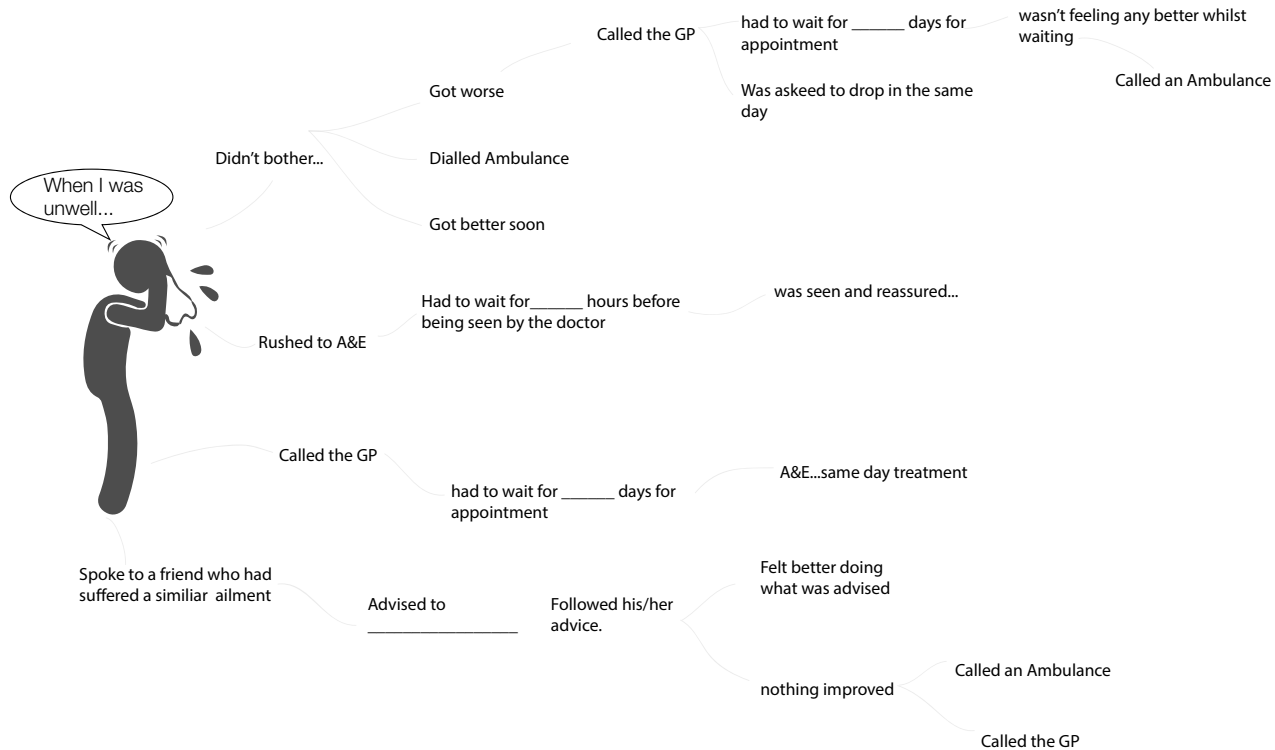 When I was
unwell...
Didn't bother...
Got worse
Called the GP
had to wait for ______ days for
appointment
wasn't feeling any better whilst
waiting
Called an Ambulance
Was askeed to drop in the same
day
Dialled Ambulance
Got better soon
Rushed to A&E
Had to wait for______ hours before
being seen by the doctor
was seen and reassured...
Called the GP
had to wait for ______ days for
appointment
A&E...same day treatment
Spoke to a friend who had
suffered a similiar ailment
Advised to
_________________
Followed his/her
advice.
Felt better doing
what was advised
nothing improved
Called an Ambulance
Called the GP